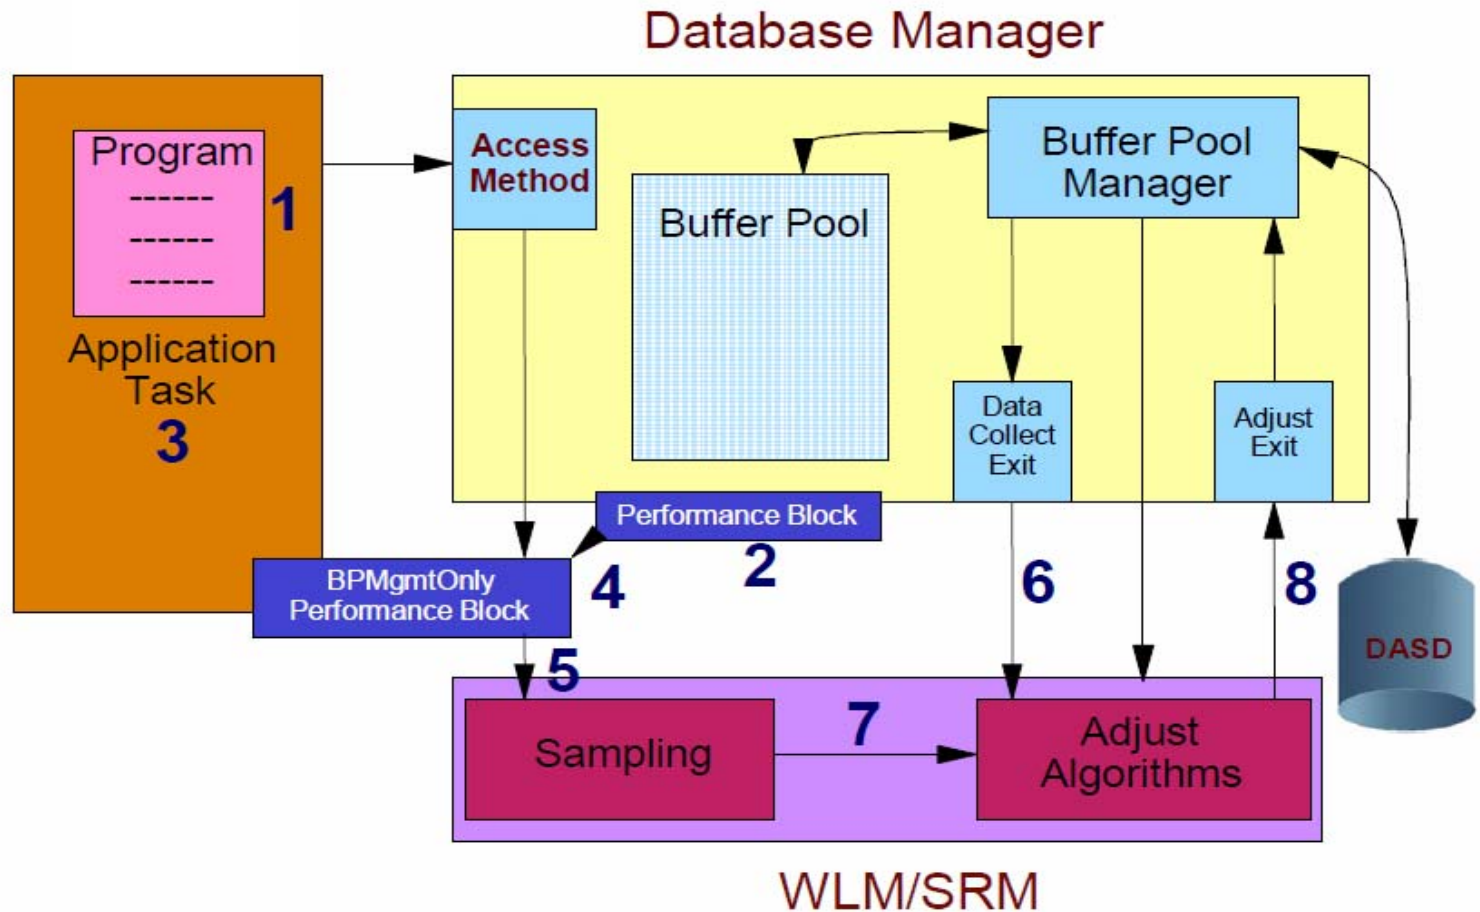 Database Manager
Program
------
------
------
1
Application
Task
3
Access
Method
Buffer Pool
Buffer Pool
Manager
Data
Collect
Exit
Adjust
Exit
Performance Block
2
BPMgmtOnly
Performance Block
4
5
6
8
DASD
Sampling
7
Adjust
Algorithms
WLM/SRM